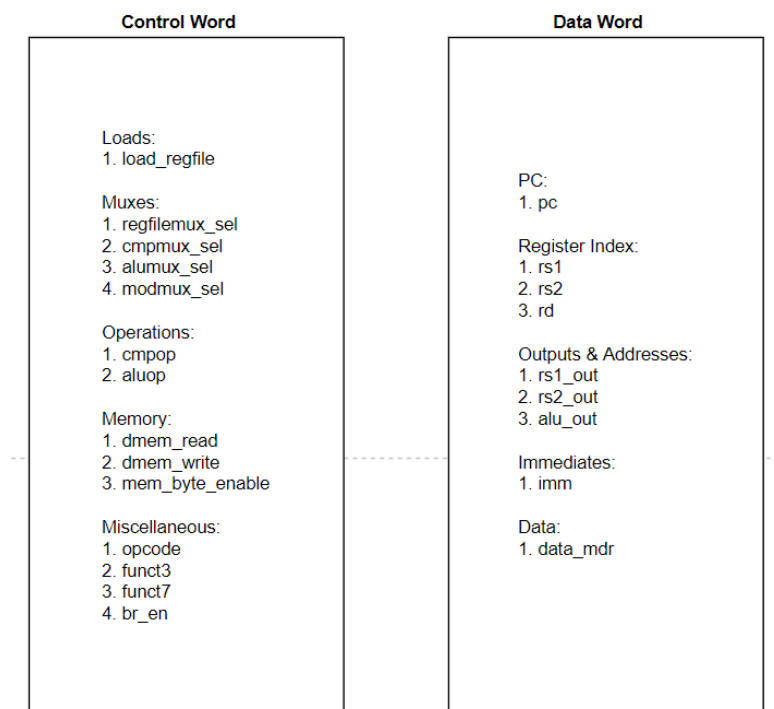 Control Word
Loads:
1. load_regfile
Muxes:
1. regfilemux_sel
2. cmpmux_sel
3. alumux_sel
4. modmux_sel
Operations:
1. cmpop
2. aluop
Memory:
1. dmem_read
2. dmem_write
3. mem_byte_enable
Miscellaneous:
1. opcode
2. funct3
3. funct7
4. br_en
Data Word
PC:
1. pc
Register Index:
1. rs1
2. rs2
3. rd
Outputs & Addresses:
1. rs1_out
2. rs2_out
3. alu_out
Immediates:
1. imm
Data:
1. data_mdr